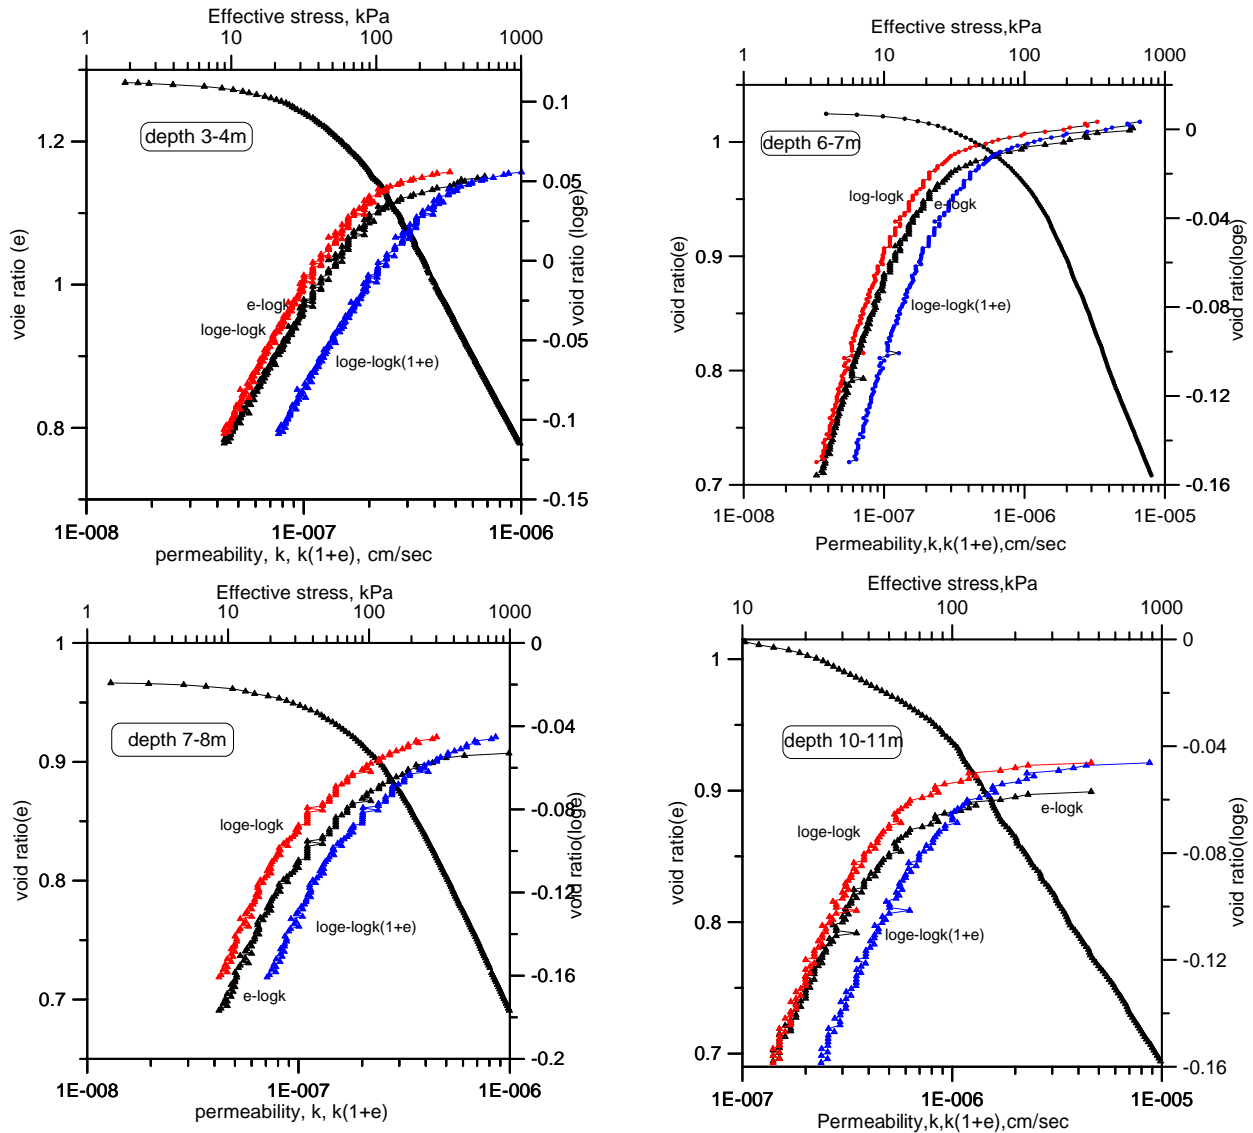 Effective stress, kPa
1 10 100 1000
1.2
1
0.8
voie ratio (e)
0.1
0.05
0
-0.05
-0.1
-0.15
void ratio (loge)
depth 3-4m
e-logk
loge-logk
loge-logk(1+e)
1E-008 1E-007 1E-006
permeability, k, k(1+e), cm/sec
Effective stress,kPa
1 10 100 1000
1
0.9
0.8
0.7
void ratio(e)
0
-0.04
-0.08
-0.12
-0.16
void ratio(loge)
depth 6-7m
log-logk
e-logk
loge-logk(1+e)
1E-008 1E-007 1E-006 1E-005
Permeability,k,k(1+e),cm/sec
Effective stress, kPa
1 10 100 1000
1
0.9
0.8
0.7
void ratio(e)
0
-0.04
-0.08
-0.12
-0.16
-0.2
void ratio(loge)
depth 7-8m
loge-logk
loge-logk(1+e)
e-logk
1E-008 1E-007 1E-006
permeability, k, k(1+e)
Effective stress,kPa
10 100 1000
1
0.9
0.8
0.7
void ratio(e)
0
-0.04
-0.08
-0.12
-0.16
void ratio(loge)
depth 10-11m
e-logk
loge-logk
loge-logk(1+e)
1E-007 1E-006 1E-005
Permeability,k,k(1+e),cm/sec